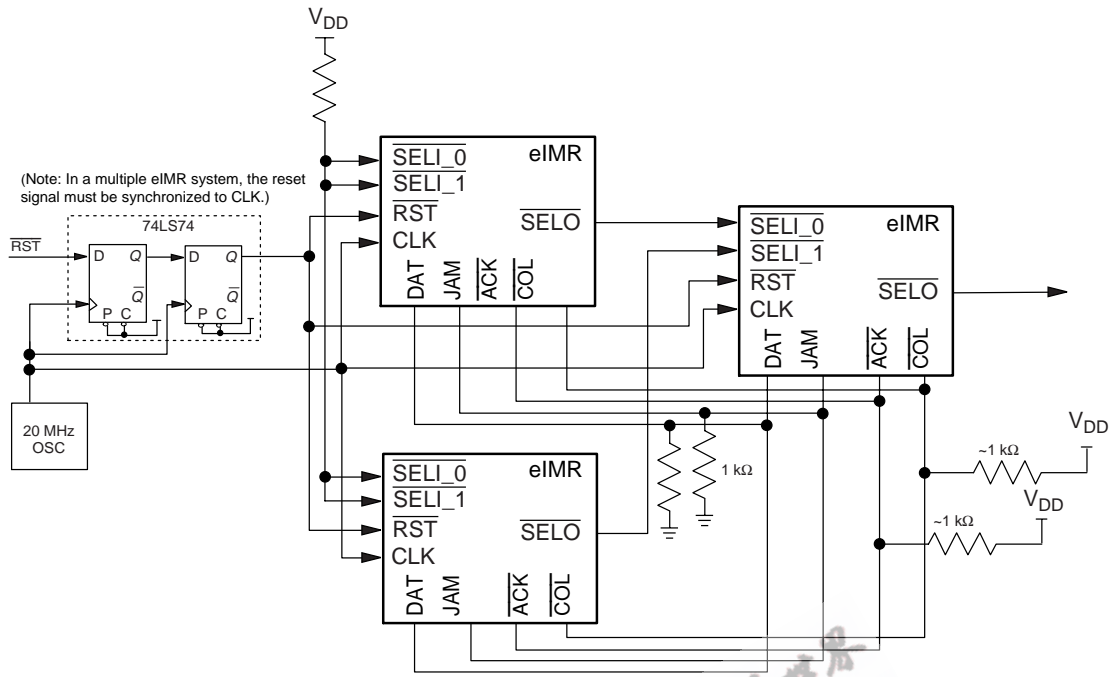 VDD
(Note: In a multiple eIMR system, the reset
signal must be synchronized to CLK.)
74LS74
RST
D Q
Q
P C
D Q
Q
P C
20 MHz
OSC
SELI_0 eIMR
SELI_1
RST SELO
CLK
DAT JAM ACK COL
SELI_0 eIMR
SELI_1
RST SELO
CLK
DAT JAM ACK COL
1 kΩ
~1 kΩ VDD
~1 kΩ VDD
SELI_0 eIMR
SELI_1
RST SELO
CLK
DAT JAM ACK COL